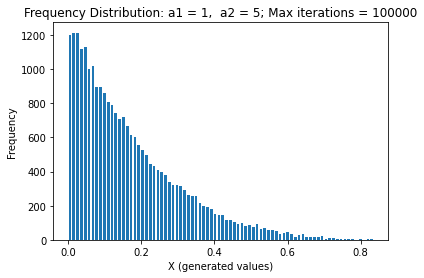 Frequency Distribution: a1 = 1,  a2 = 5; Max iterations = 100000
1200
1000
800
600
400
200
0
Frequency
0.0 0.2 0.4 0.6 0.8
X (generated values)